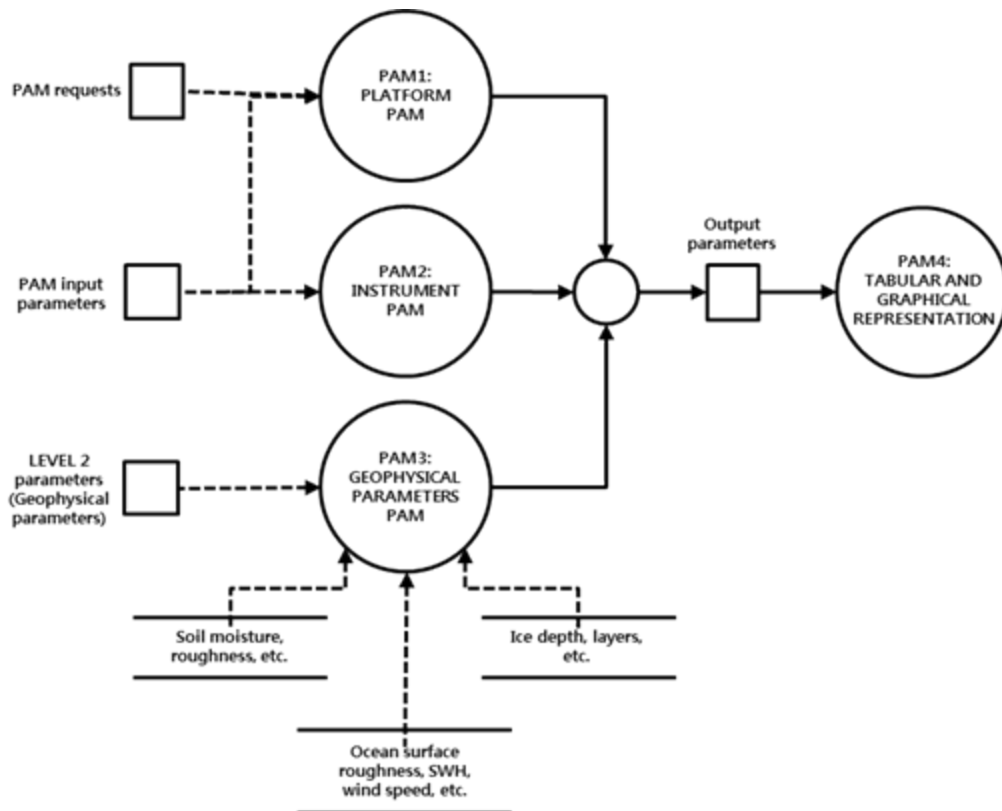 PAM requests
PAM1:
PLATFORM
PAM
PAM input
parameters
PAM2:
INSTRUMENT
PAM
Output
parameters
PAM4:
TABULAR AND
GRAPHICAL
REPRESENTATION
LEVEL 2
parameters
(Geophysical
parameters)
PAM3:
GEOPHYSICAL
PARAMETERS
PAM
Soil moisture,
roughness, etc.
Ice depth, layers,
etc.
Ocean surface
roughness, SWH,
wind speed, etc.